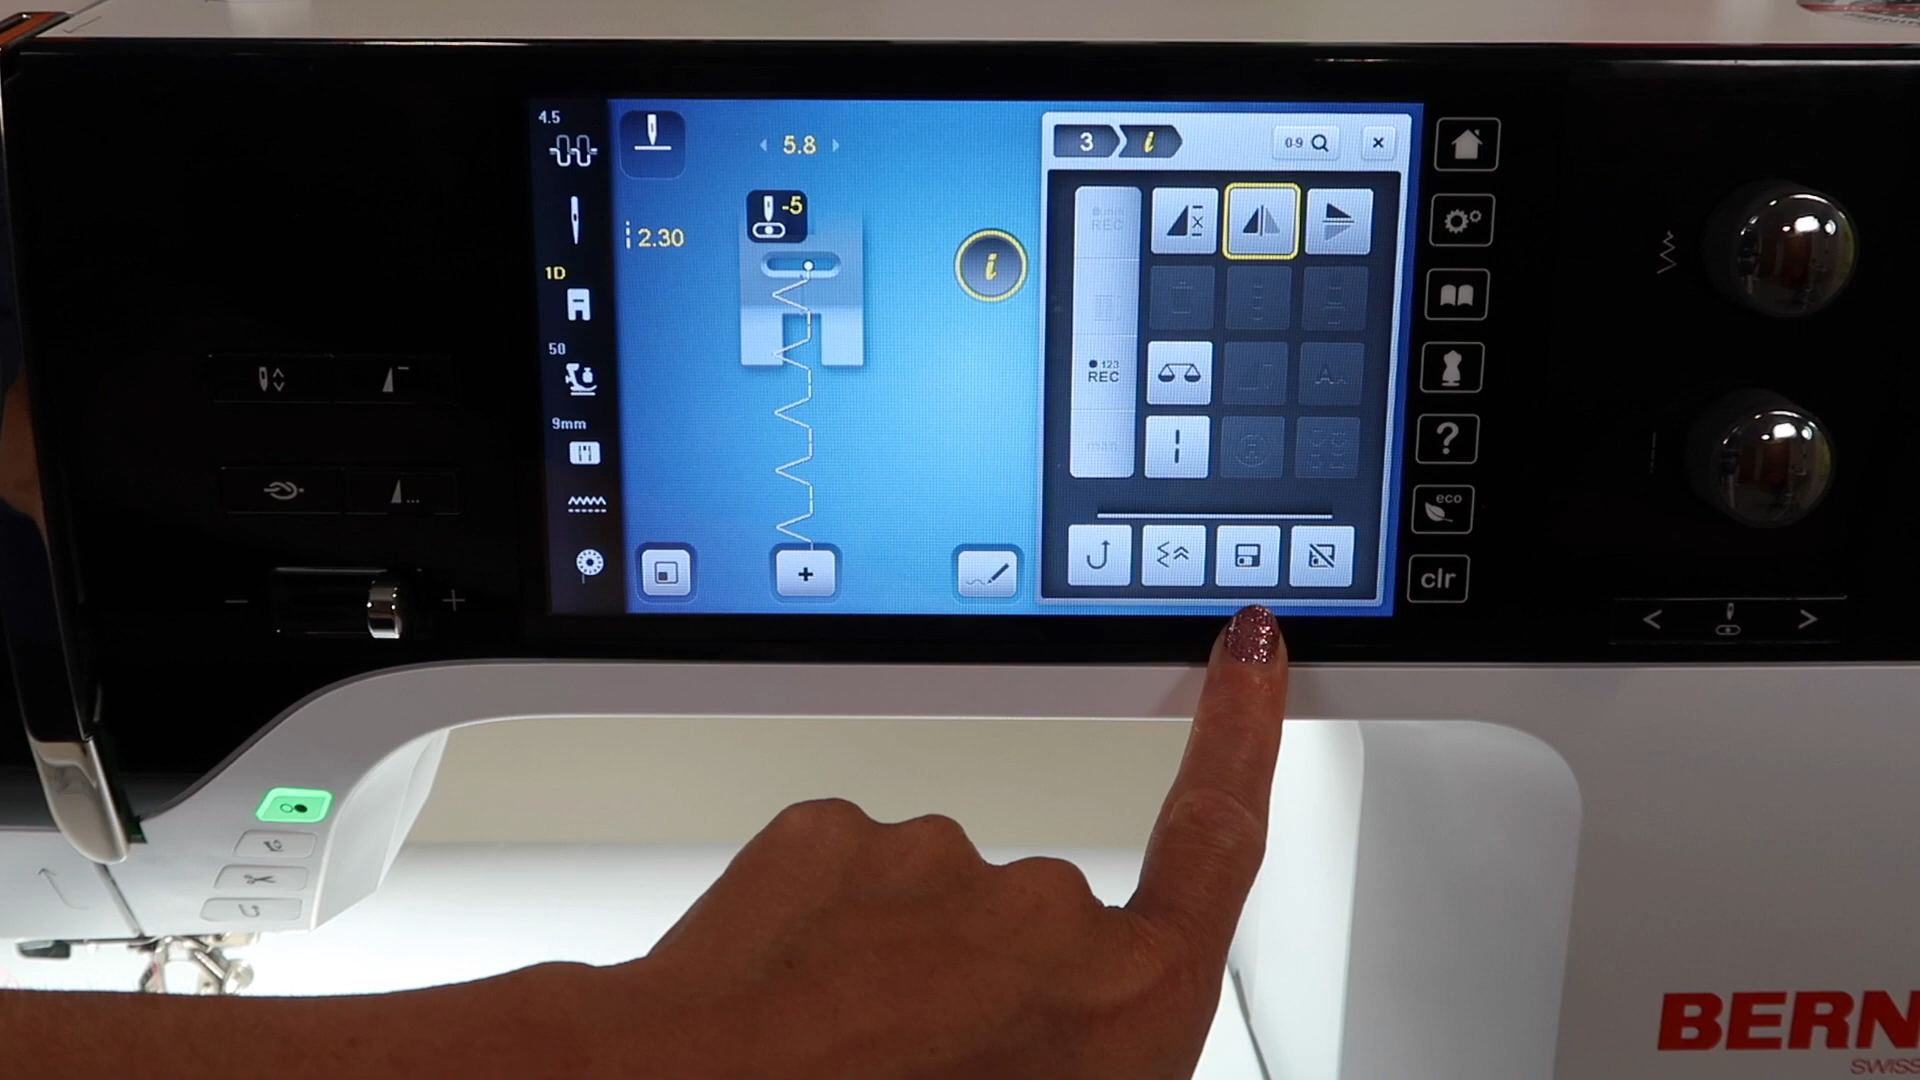 4.5
5.8
3 i
0-9
-5
REC
2.30
i
1D
50
123
REC
A
9mm
man
?
eco
clr
- +
< >
BERN
SWISS